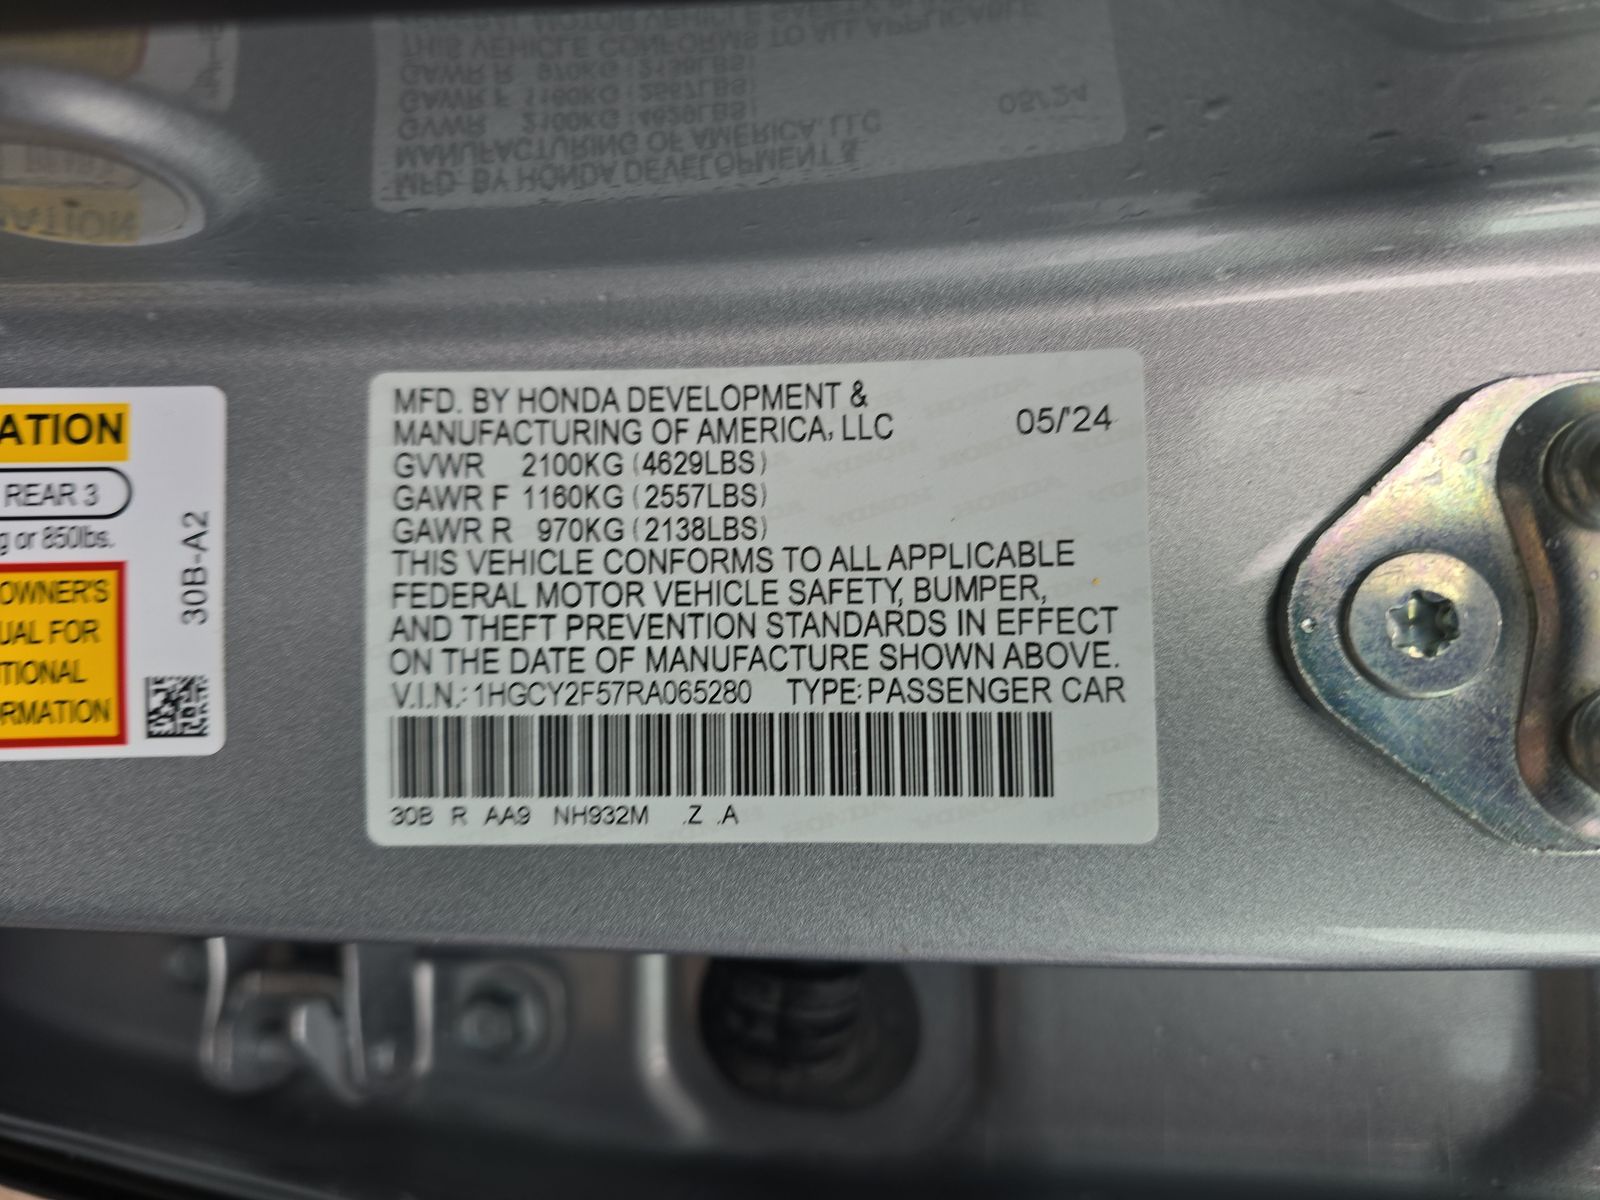 MFD. BY HONDA DEVELOPMENT &
MANUFACTURING OF AMERICA, LLC 05/'24
GVWR 2100KG (4629LBS)
GAWR F 1160KG (2557LBS)
GAWR R 970KG (2138LBS)
THIS VEHICLE CONFORMS TO ALL APPLICABLE
FEDERAL MOTOR VEHICLE SAFETY, BUMPER,
AND THEFT PREVENTION STANDARDS IN EFFECT
ON THE DATE OF MANUFACTURE SHOWN ABOVE.
V.I.N.: 1HGCY2F57RA065280 TYPE: PASSENGER CAR
30B R AA9 NH932M .Z .A
ATION
REAR 3
g or 850lbs.
OWNER'S
UAL FOR
TIONAL
RMATION
30B-A2